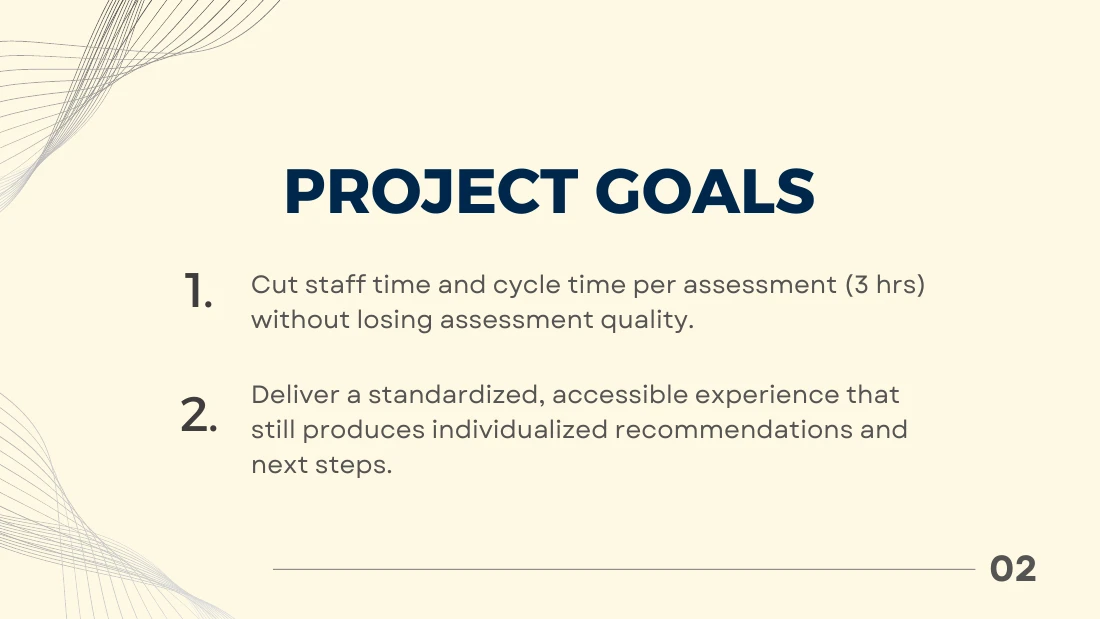 PROJECT GOALS
1. Cut staff time and cycle time per assessment (3 hrs)
without losing assessment quality.
2. Deliver a standardized, accessible experience that
still produces individualized recommendations and
next steps.
02